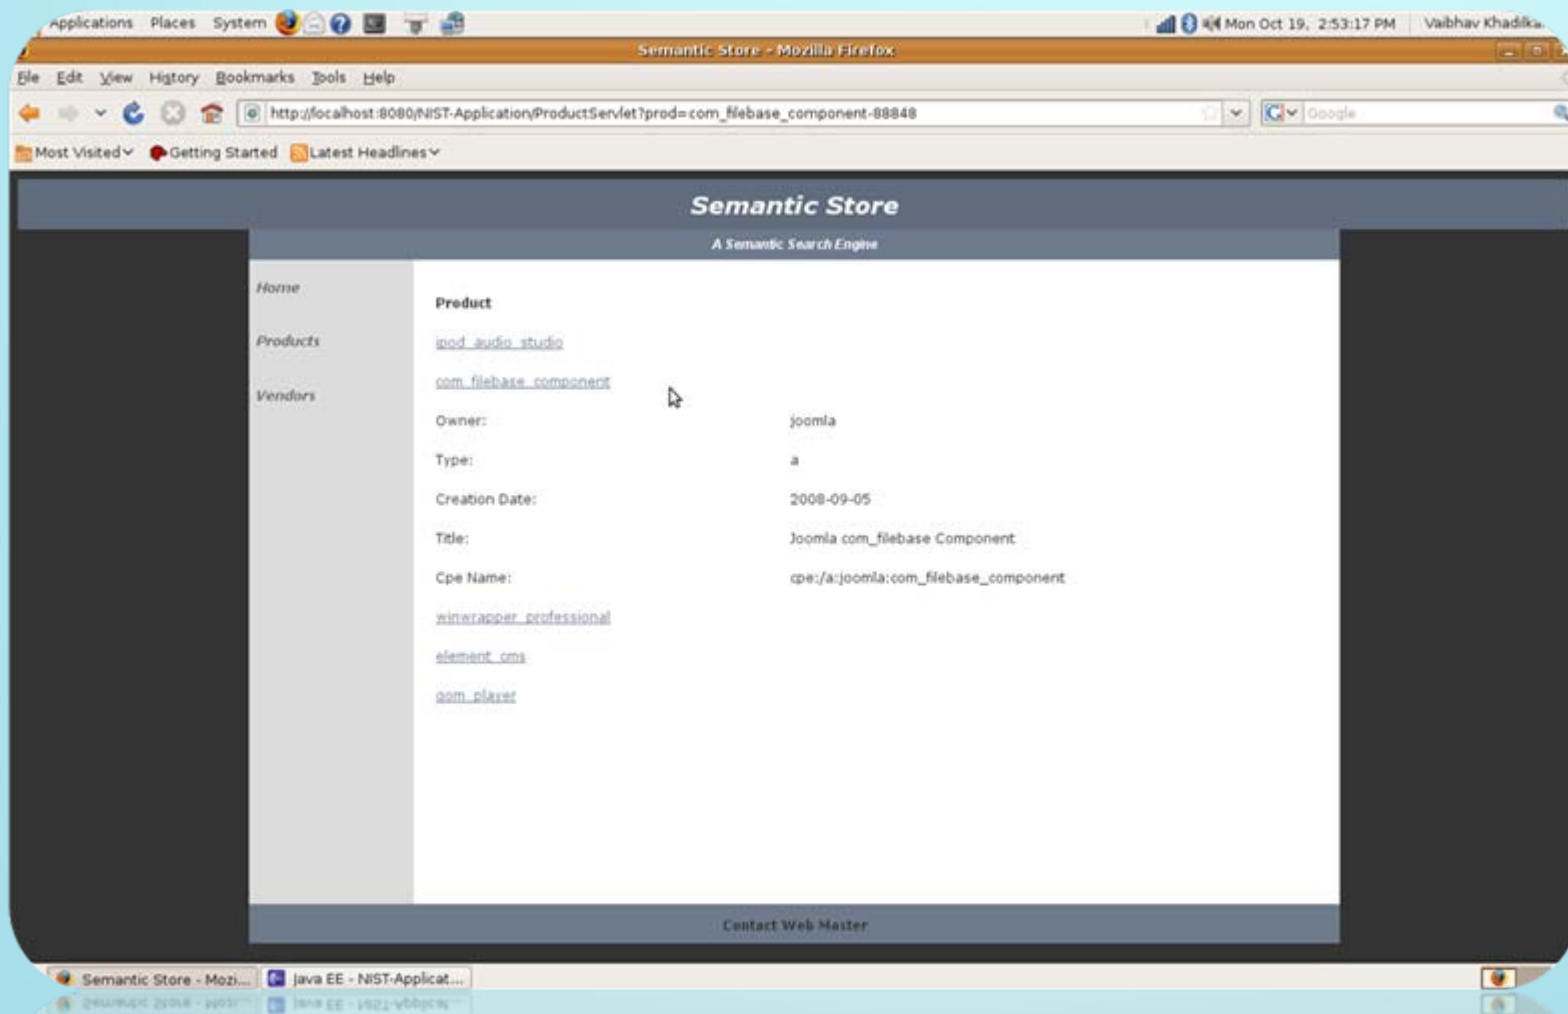 Applications Places System Mon Oct 19, 2:53:17 PM Vaibhav
Semantic Store - Mozilla Firefox
File Edit View History Bookmarks Tools Help
http://localhost:8080/NIST-Application/ProductServlet?prod=com_filebase_component-88848 Google
Most Visited Getting Started Latest Headlines
Semantic Store
A Semantic Search Engine
Home
Product
Products
ipod_audio_studio
com_filebase_component
Vendors
Owner: joomla
Type: a
Creation Date: 2008-09-05
Title: Joomla com_filebase Component
Cpe Name: cpe:/a:joomla:com_filebase_component
winwrapper_professional
element_cms
gom_player
Contact Web Master
Semantic Store - Mozi... Java EE - NIST-Applicat...